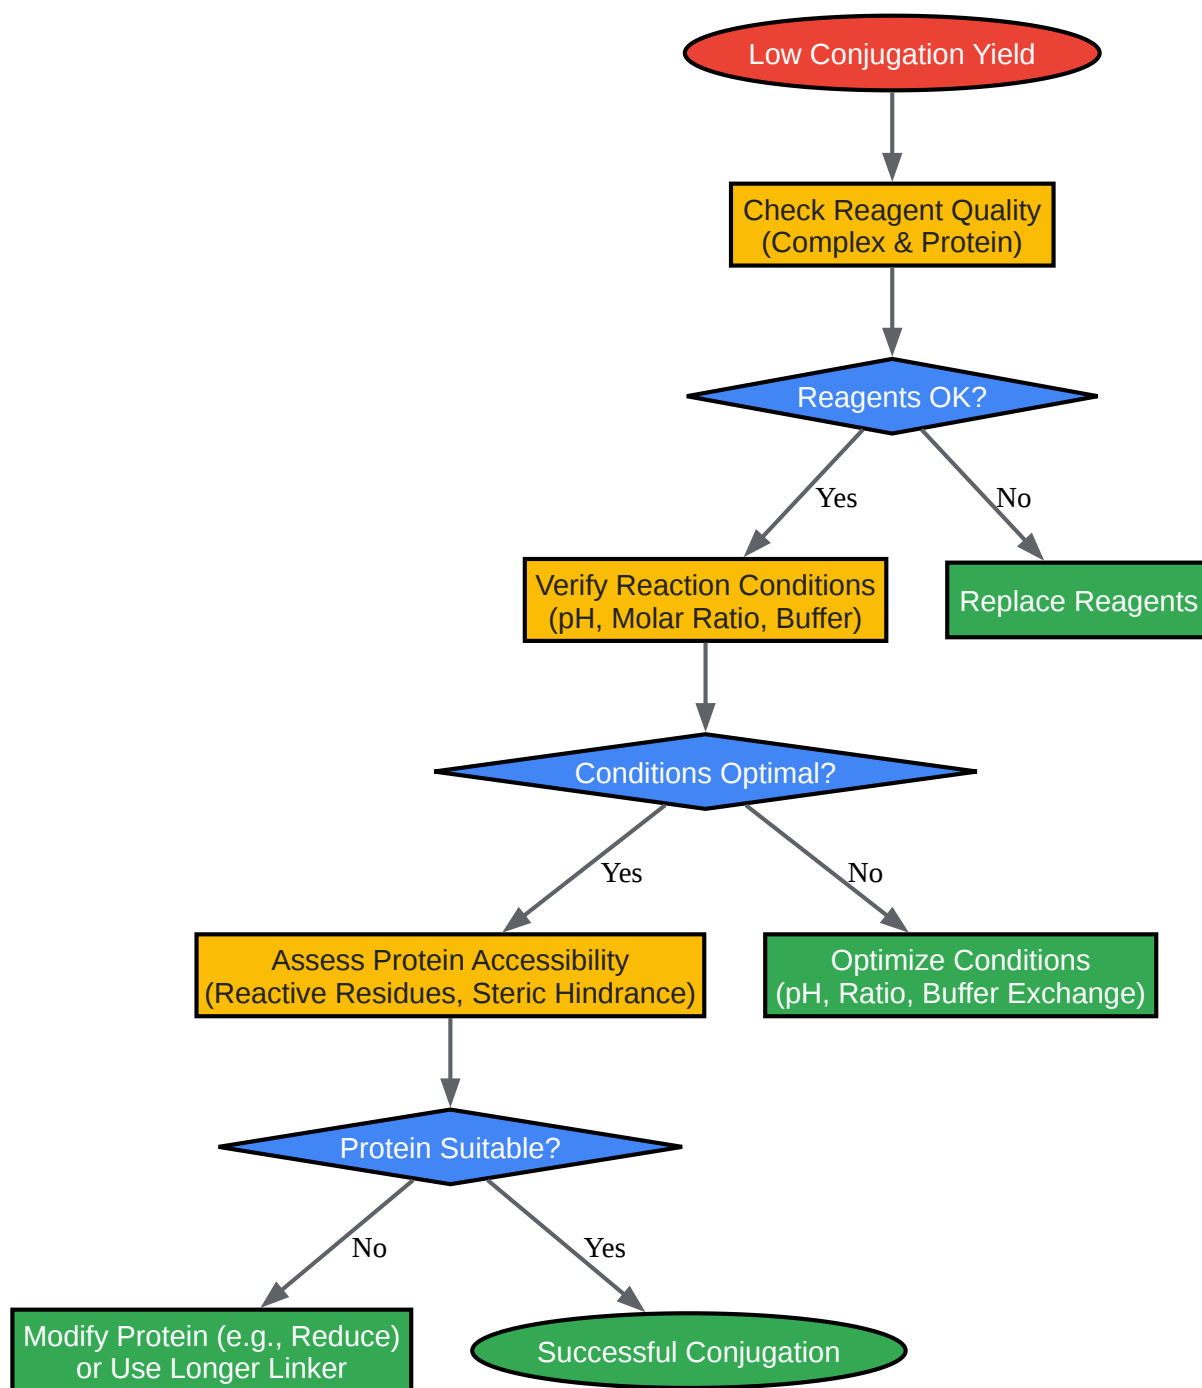 Low Conjugation Yield
Check Reagent Quality
(Complex & Protein)
Reagents OK?
Yes
No
Verify Reaction Conditions
(pH, Molar Ratio, Buffer)
Replace Reagents
Conditions Optimal?
Yes
No
Assess Protein Accessibility
(Reactive Residues, Steric Hindrance)
Optimize Conditions
(pH, Ratio, Buffer Exchange)
Protein Suitable?
No
Yes
Modify Protein (e.g., Reduce)
or Use Longer Linker
Successful Conjugation